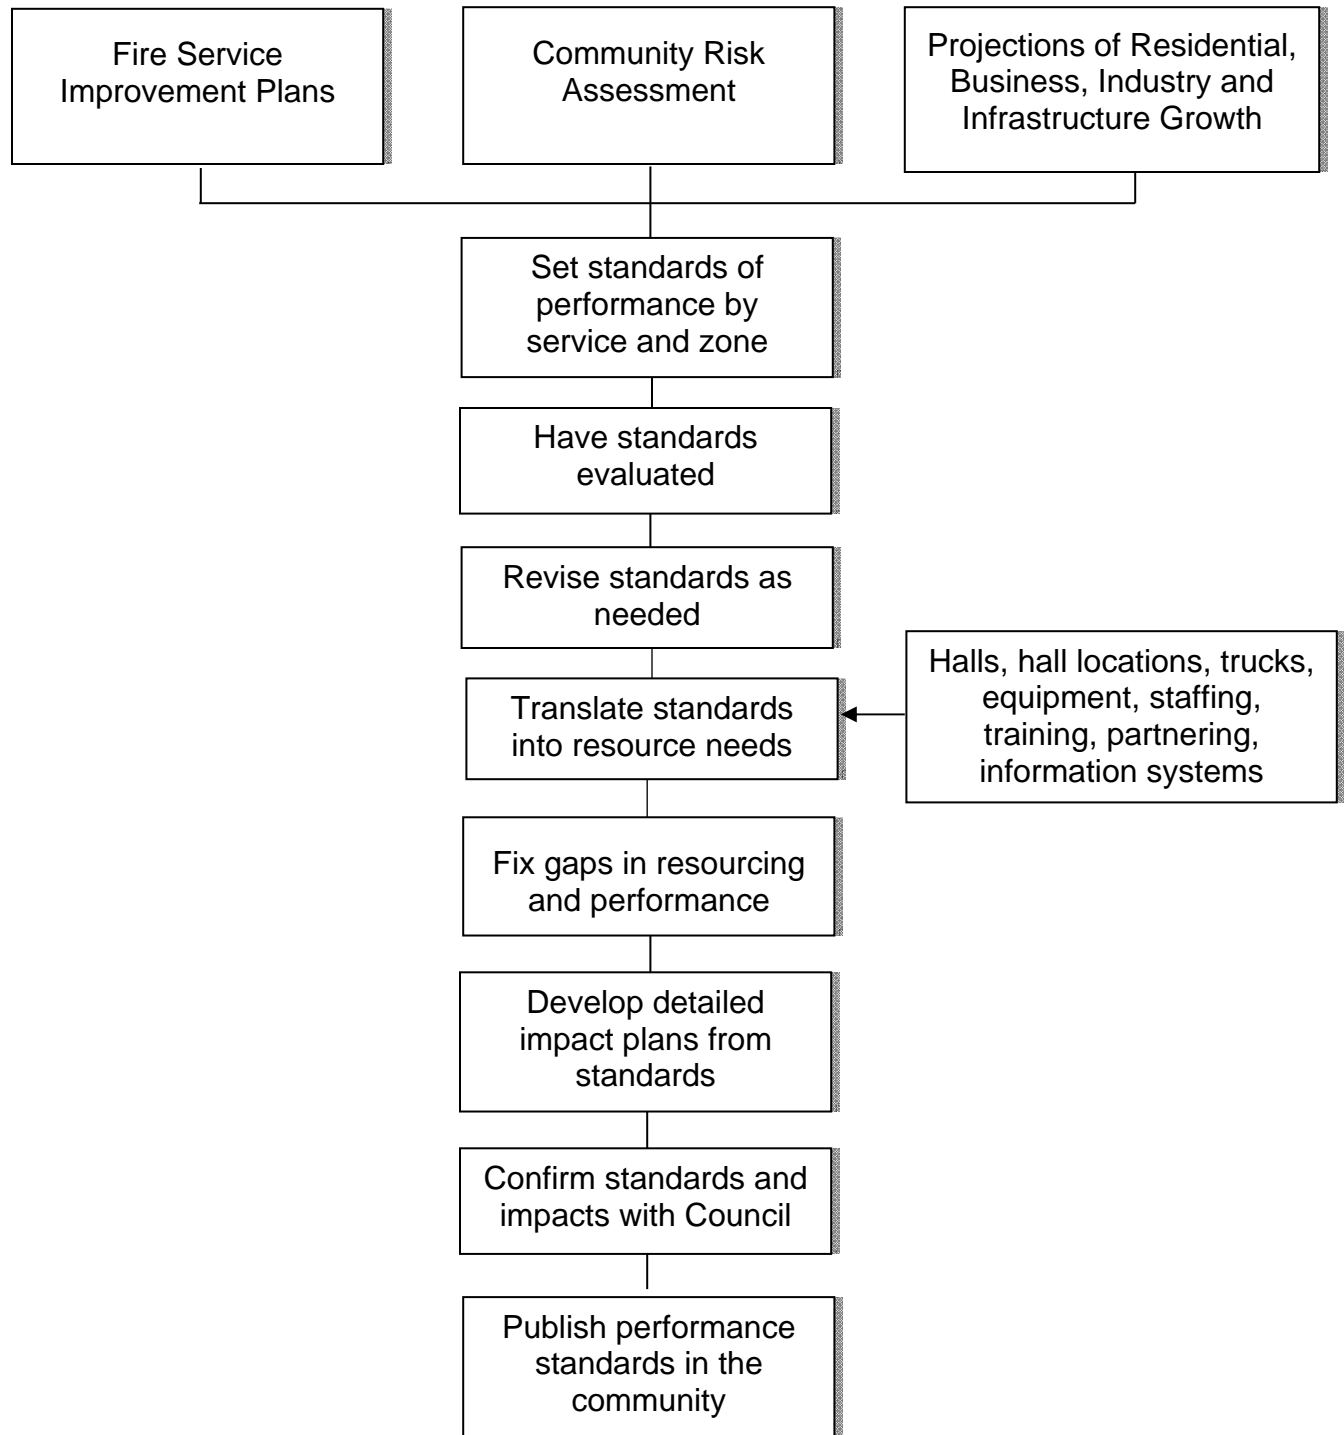 Fire Service
Improvement Plans
Community Risk
Assessment
Projections of Residential,
Business, Industry and
Infrastructure Growth
Set standards of
performance by
service and zone
Have standards
evaluated
Revise standards as
needed
Translate standards
into resource needs
Halls, hall locations, trucks,
equipment, staffing,
training, partnering,
information systems
Fix gaps in resourcing
and performance
Develop detailed
impact plans from
standards
Confirm standards and
impacts with Council
Publish performance
standards in the
community